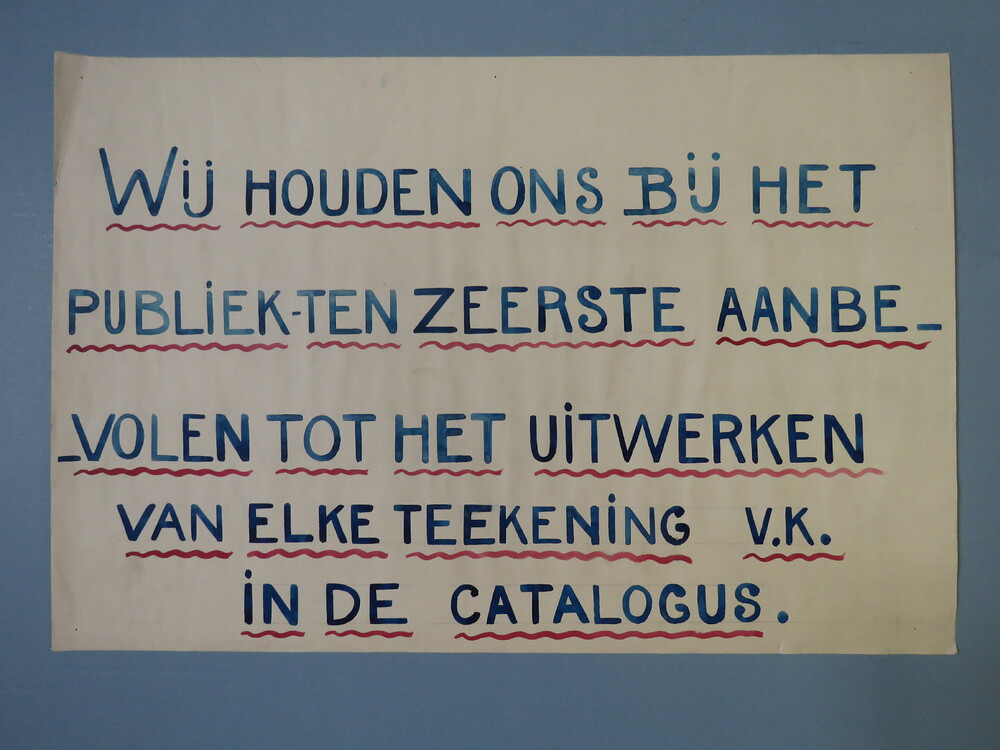 Wij HOUDEN ONS Bij HET
PUBLiEK-TEN ZEERSTE AANBE_
_VOLEN TOT HET UiTWERKEN
VAN ELKE TEEKENiNG V.K.
iN DE CATALOGUS.